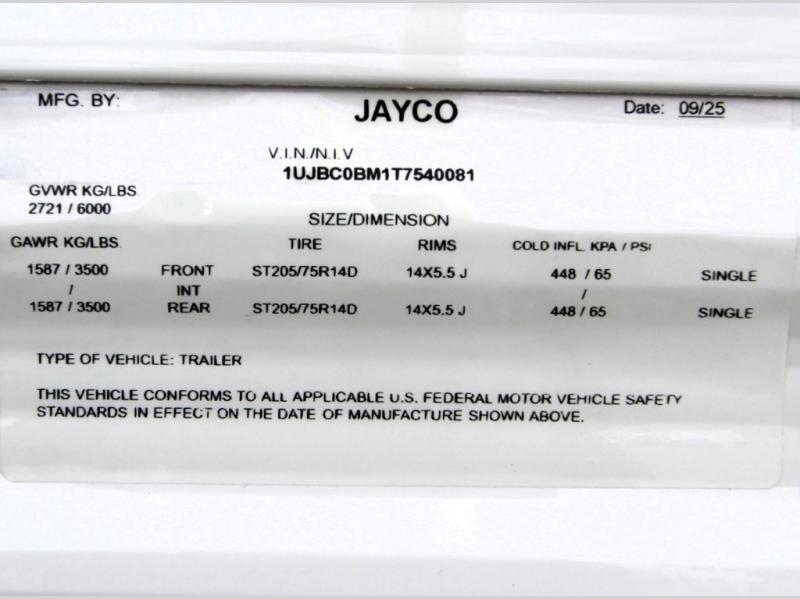 MFG. BY: JAYCO Date: 09/25
V.I.N./N.I.V
1UJBC0BM1T7540081
GVWR KG/LBS.
2721 / 6000
SIZE/DIMENSION
GAWR KG/LBS. TIRE RIMS COLD INFL. KPA / PSI
1587 / 3500 FRONT ST205/75R14D 14X5.5 J 448 / 65 SINGLE
/ INT /
1587 / 3500 REAR ST205/75R14D 14X5.5 J 448 / 65 SINGLE
TYPE OF VEHICLE: TRAILER
THIS VEHICLE CONFORMS TO ALL APPLICABLE U.S. FEDERAL MOTOR VEHICLE SAFETY
STANDARDS IN EFFECT ON THE DATE OF MANUFACTURE SHOWN ABOVE.